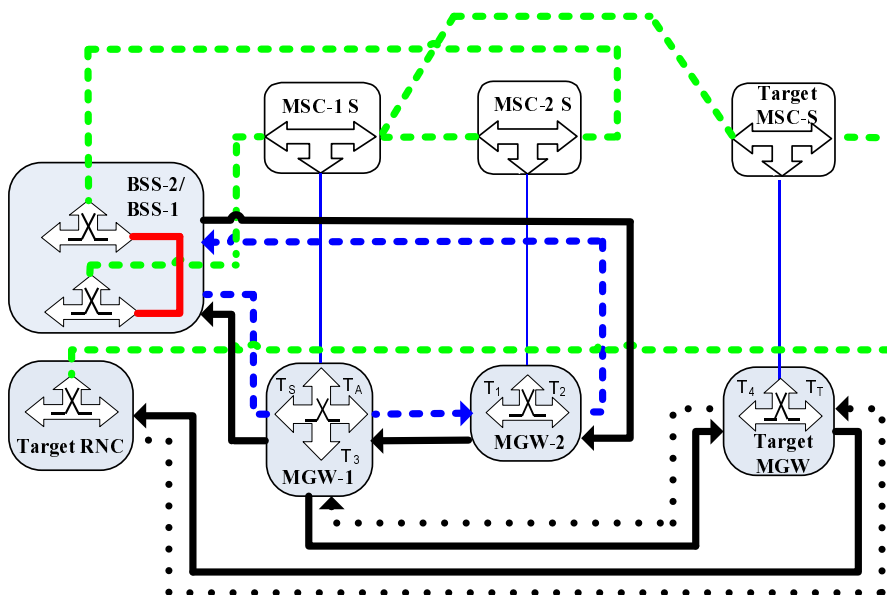 MSC-1 S
MSC-2 S
Target
MSC-S
BSS-2/
BSS-1
TS
TA
T3
MGW-1
T1
T2
MGW-2
T4
TT
Target
MGW
Target RNC